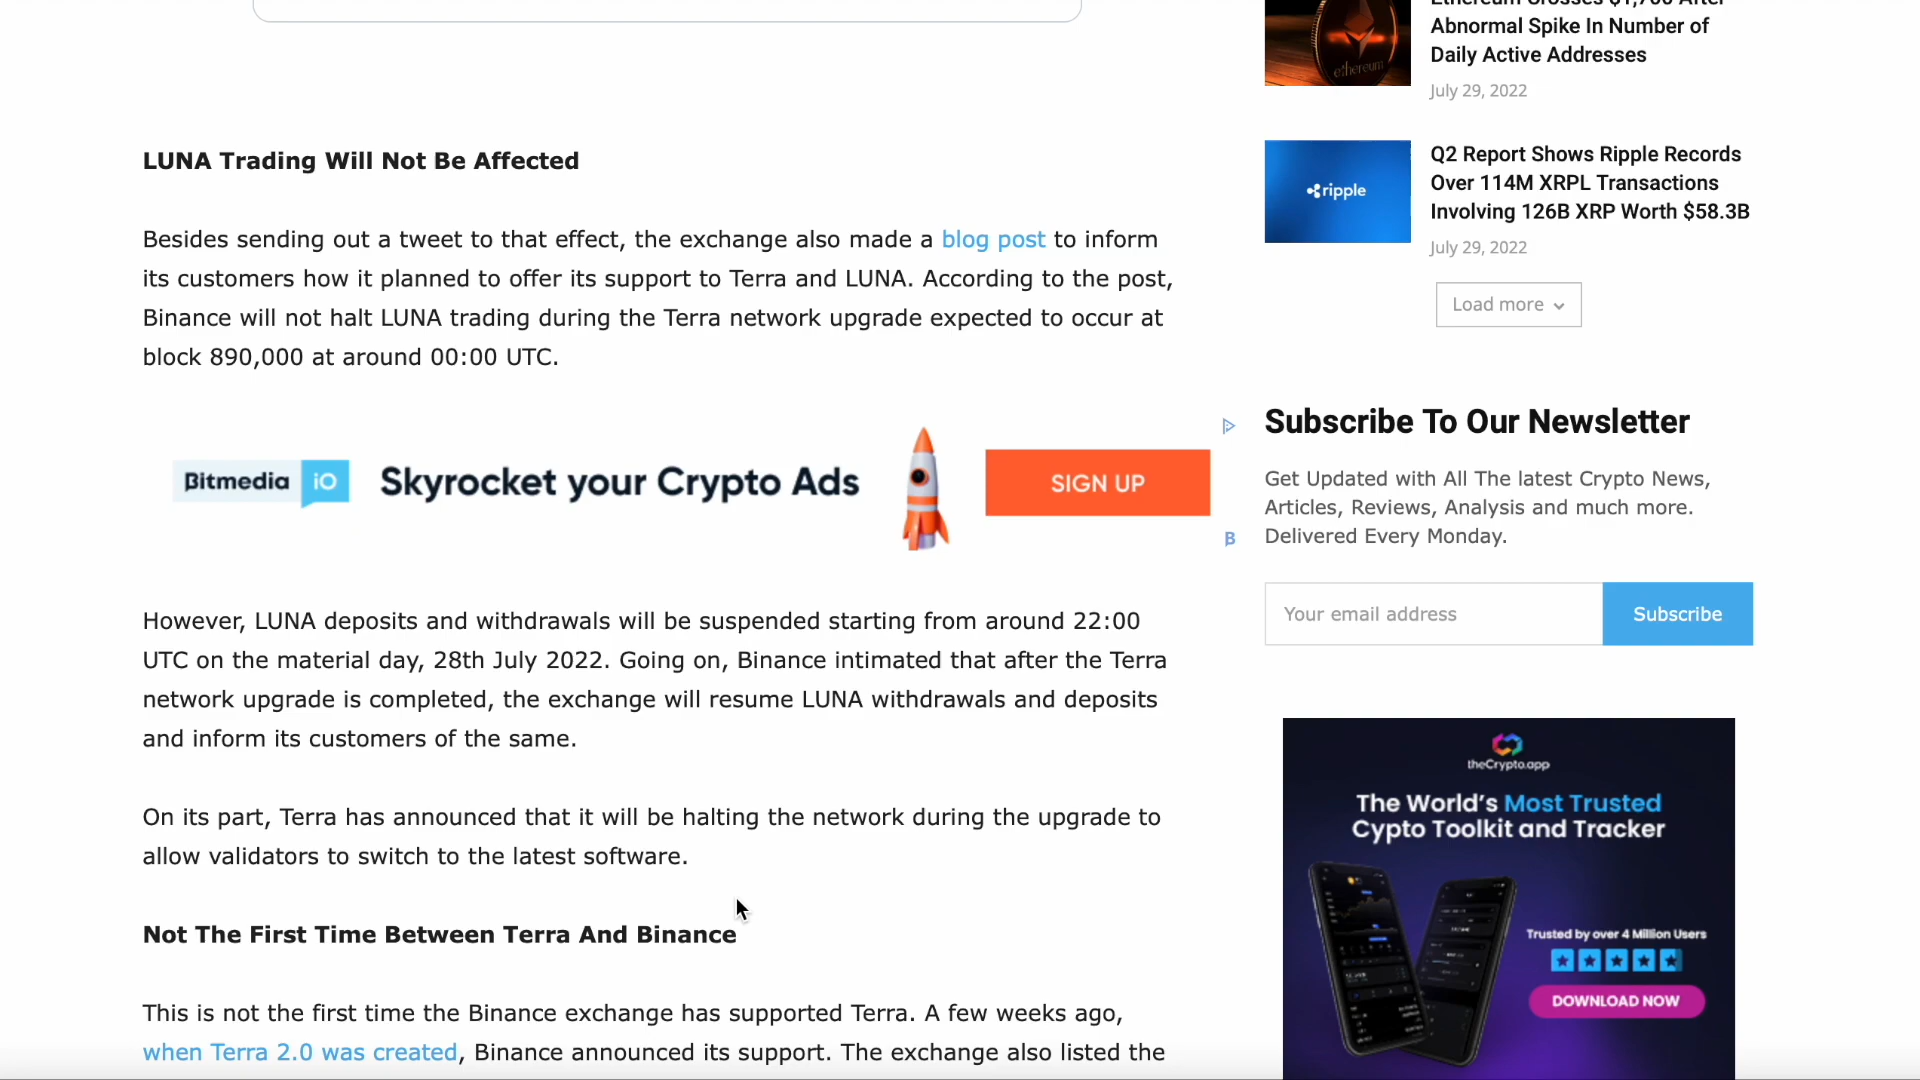 LUNA Trading Will Not Be Affected
Besides sending out a tweet to that effect, the exchange also made a blog post to inform
its customers how it planned to offer its support to Terra and LUNA. According to the post,
Binance will not halt LUNA trading during the Terra network upgrade expected to occur at
block 890,000 at around 00:00 UTC.
Bitmedia iO
Skyrocket your Crypto Ads
SIGN UP
B
However, LUNA deposits and withdrawals will be suspended starting from around 22:00
UTC on the material day, 28th July 2022. Going on, Binance intimated that after the Terra
network upgrade is completed, the exchange will resume LUNA withdrawals and deposits
and inform its customers of the same.
On its part, Terra has announced that it will be halting the network during the upgrade to
allow validators to switch to the latest software.
Not The First Time Between Terra And Binance
This is not the first time the Binance exchange has supported Terra. A few weeks ago,
when Terra 2.0 was created, Binance announced its support. The exchange also listed the
Ethereum Crosses $1,700 After
Abnormal Spike In Number of
Daily Active Addresses
July 29, 2022
ethereum
ripple
Q2 Report Shows Ripple Records
Over 114M XRPL Transactions
Involving 126B XRP Worth $58.3B
July 29, 2022
Load more
Subscribe To Our Newsletter
Get Updated with All The latest Crypto News,
Articles, Reviews, Analysis and much more.
Delivered Every Monday.
Your email address
Subscribe
theCrypto.app
The World's Most Trusted
Cypto Toolkit and Tracker
Trusted by over 4 Million Users
DOWNLOAD NOW